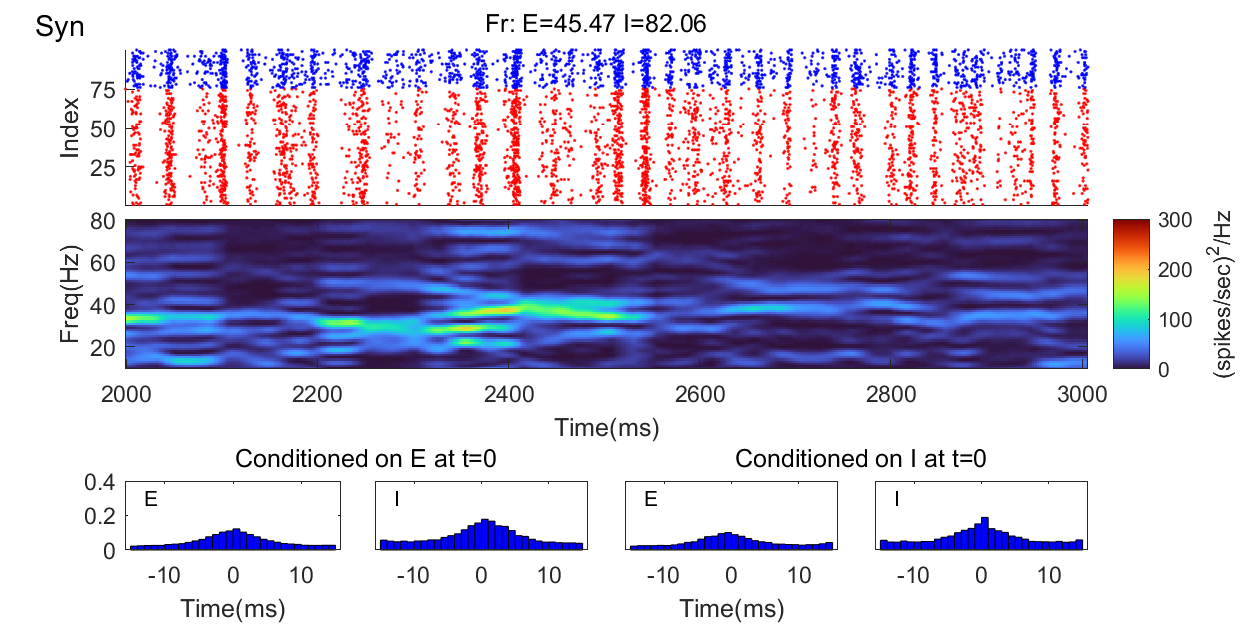 Syn
Fr: E=45.47 I=82.06
75
50
25
Index
80
60
40
20
Freq(Hz)
300
200
100
0
(spikes/sec)²/Hz
2000 2200 2400 2600 2800 3000
Time(ms)
Conditioned on E at t=0 Conditioned on I at t=0
0.4
0.2
0
E I E I
-10 0 10 -10 0 10 -10 0 10 -10 0 10
Time(ms) Time(ms)